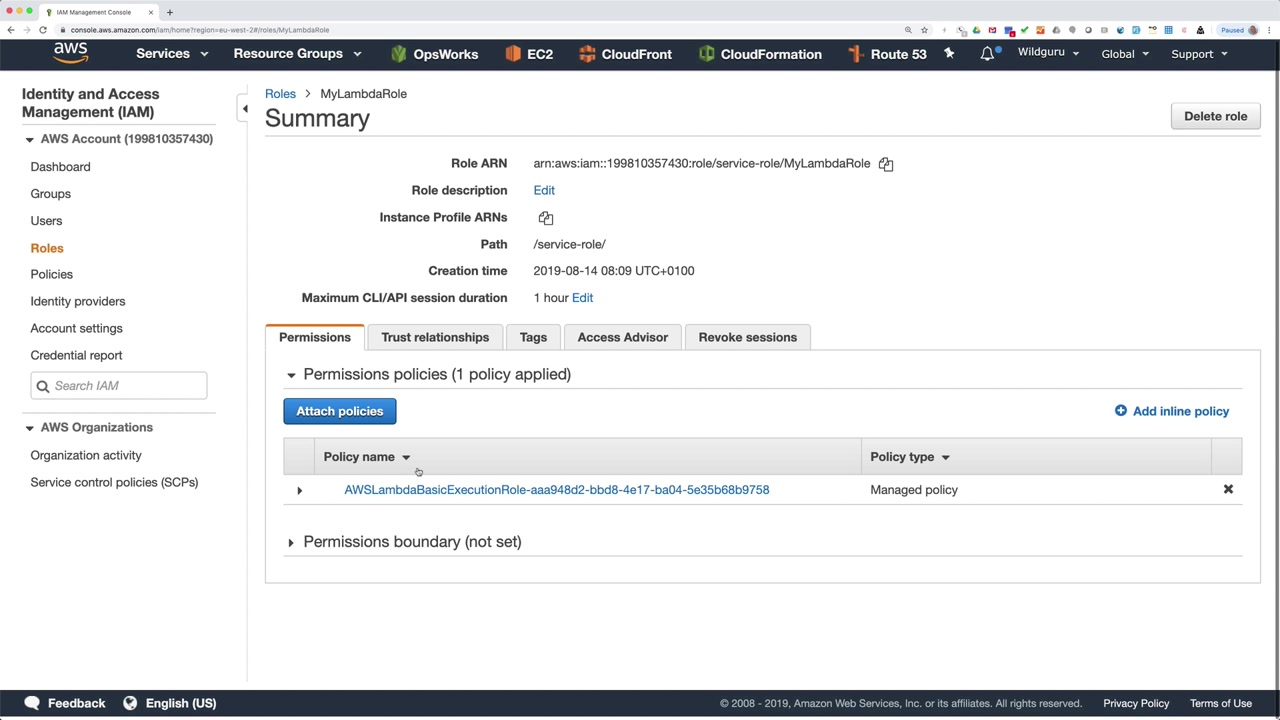 IAM Management Console
console.aws.amazon.com/iam/home?region=eu-west-2#/roles/MyLambdaRole
Paused
aws
Services
Resource Groups
OpsWorks
EC2
CloudFront
CloudFormation
Route 53
Wildguru
Global
Support
Identity and Access
Management (IAM)
AWS Account (199810357430)
Dashboard
Groups
Users
Roles
Policies
Identity providers
Account settings
Credential report
Search IAM
AWS Organizations
Organization activity
Service control policies (SCPs)
Roles > MyLambdaRole
Summary
Delete role
Role ARN arn:aws:iam::199810357430:role/service-role/MyLambdaRole
Role description Edit
Instance Profile ARNs
Path /service-role/
Creation time 2019-08-14 08:09 UTC+0100
Maximum CLI/API session duration 1 hour Edit
Permissions
Trust relationships
Tags
Access Advisor
Revoke sessions
Permissions policies (1 policy applied)
Attach policies
Add inline policy
Policy name
Policy type
AWSLambdaBasicExecutionRole-aaa948d2-bbd8-4e17-ba04-5e35b68b9758
Managed policy
Permissions boundary (not set)
Feedback
English (US)
© 2008 - 2019, Amazon Web Services, Inc. or its affiliates. All rights reserved.
Privacy Policy
Terms of Use